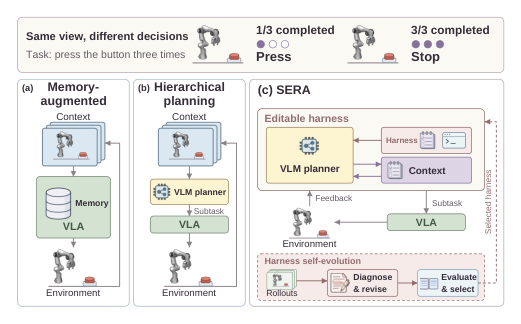 Same view, different decisions
Task: press the button three times
1/3 completed
Press
3/3 completed
Stop
(a) Memory-
augmented
Context
Memory
VLA
Environment
(b) Hierarchical
planning
Context
VLM planner
Subtask
VLA
Environment
(c) SERA
Editable harness
VLM planner
Harness
Context
Feedback
Subtask
VLA
Environment
Selected harness
Harness self-evolution
Rollouts
Diagnose
& revise
Evaluate
& select